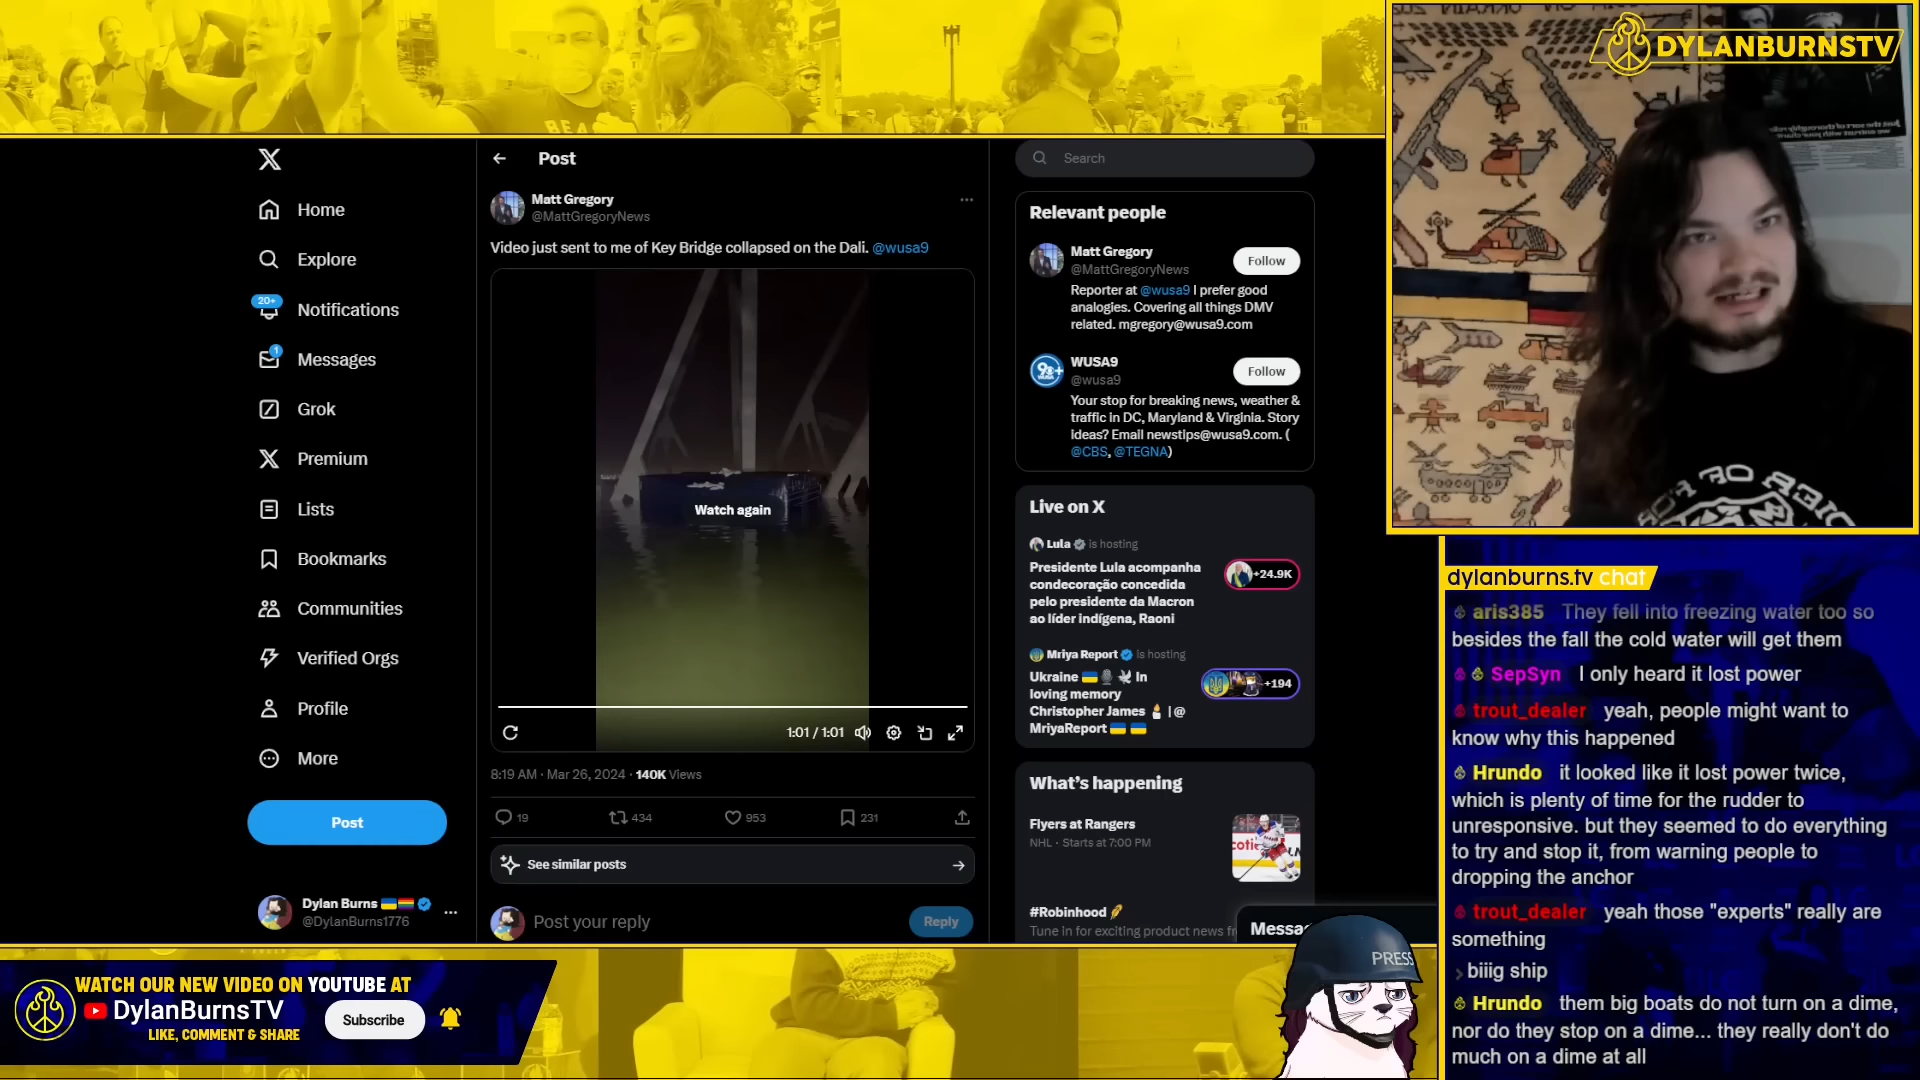 BEA
DYLANBURNSTV
Post
Search
Matt Gregory
@MattGregoryNews
Video just sent to me of Key Bridge collapsed on the Dali. @wusa9
Watch again
1:01 / 1:01
8:19 AM · Mar 26, 2024 · 140K Views
19
434
953
231
See similar posts
Post your reply
Reply
20+
1
Home
Explore
Notifications
Messages
Grok
Premium
Lists
Bookmarks
Communities
Verified Orgs
Profile
More
Post
Dylan Burns
@DylanBurns1776
Relevant people
Matt Gregory
@MattGregoryNews
Follow
Reporter at @wusa9 I prefer good
analogies. Covering all things DMV
related. mgregory@wusa9.com
WUSA9
@wusa9
Follow
Your stop for breaking news, weather &
traffic in DC, Maryland & Virginia. Story
Ideas? Email newstips@wusa9.com. (
@CBS, @TEGNA)
Live on X
Lula is hosting
Presidente Lula acompanha
condecoração concedida
pelo presidente da Macron
ao líder indígena, Raoni
+24.9K
Mriya Report is hosting
Ukraine In
loving memory
Christopher James | @
MriyaReport
+194
What's happening
Flyers at Rangers
NHL · Starts at 7:00 PM
#Robinhood
Tune in for exciting product news fr
Messa
PRESS
dylanburns.tv chat
aris385 They fell into freezing water too so
besides the fall the cold water will get them
SepSyn I only heard it lost power
trout_dealer yeah, people might want to
know why this happened
Hrundo it looked like it lost power twice,
which is plenty of time for the rudder to
unresponsive. but they seemed to do everything
to try and stop it, from warning people to
dropping the anchor
trout_dealer yeah those "experts" really are
something
biiig ship
Hrundo them big boats do not turn on a dime,
nor do they stop on a dime... they really don't do
much on a dime at all
WATCH OUR NEW VIDEO ON YOUTUBE AT
DylanBurnsTV
LIKE, COMMENT & SHARE
Subscribe